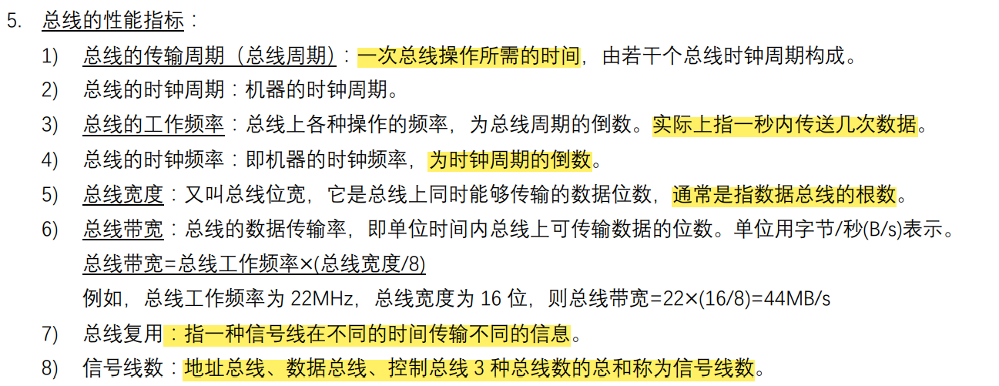 5. 总线的性能指标：
1) 总线的传输周期（总线周期）：一次总线操作所需的时间，由若干个总线时钟周期构成。
2) 总线的时钟周期：机器的时钟周期。
3) 总线的工作频率：总线上各种操作的频率，为总线周期的倒数。实际上指一秒内传送几次数据。
4) 总线的时钟频率：即机器的时钟频率，为时钟周期的倒数。
5) 总线宽度：又叫总线位宽，它是总线上同时能够传输的数据位数，通常是指数据总线的根数。
6) 总线带宽：总线的数据传输率，即单位时间内总线上可传输数据的位数。单位用字节/秒(B/s)表示。
总线带宽=总线工作频率×(总线宽度/8)
例如，总线工作频率为 22MHz，总线宽度为 16 位，则总线带宽=22×(16/8)=44MB/s
7) 总线复用：指一种信号线在不同的时间传输不同的信息。
8) 信号线数：地址总线、数据总线、控制总线 3 种总线数的总和称为信号线数。